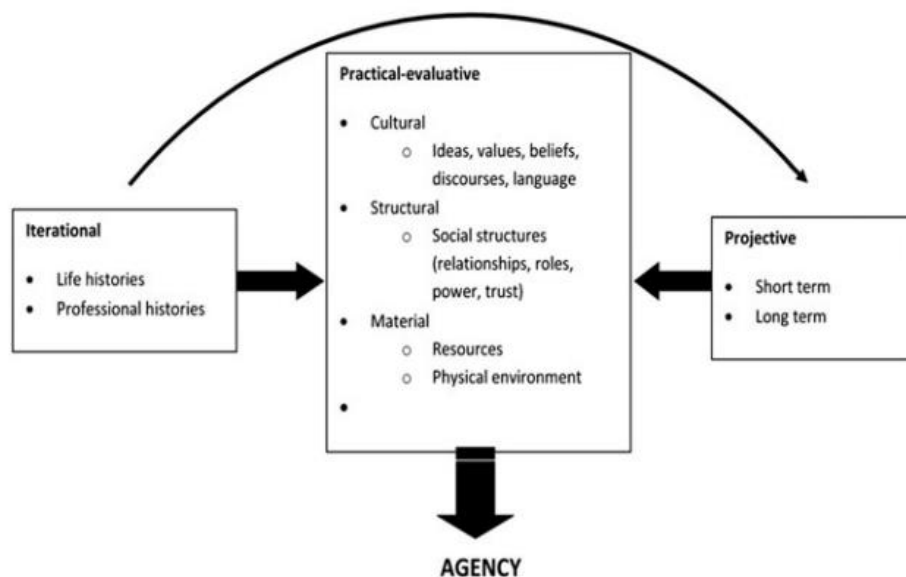 Practical-evaluative
• Cultural
o Ideas, values, beliefs,
discourses, language
• Structural
o Social structures
(relationships, roles,
power, trust)
• Material
o Resources
o Physical environment
•
Iterational
• Life histories
• Professional histories
Projective
• Short term
• Long term
AGENCY